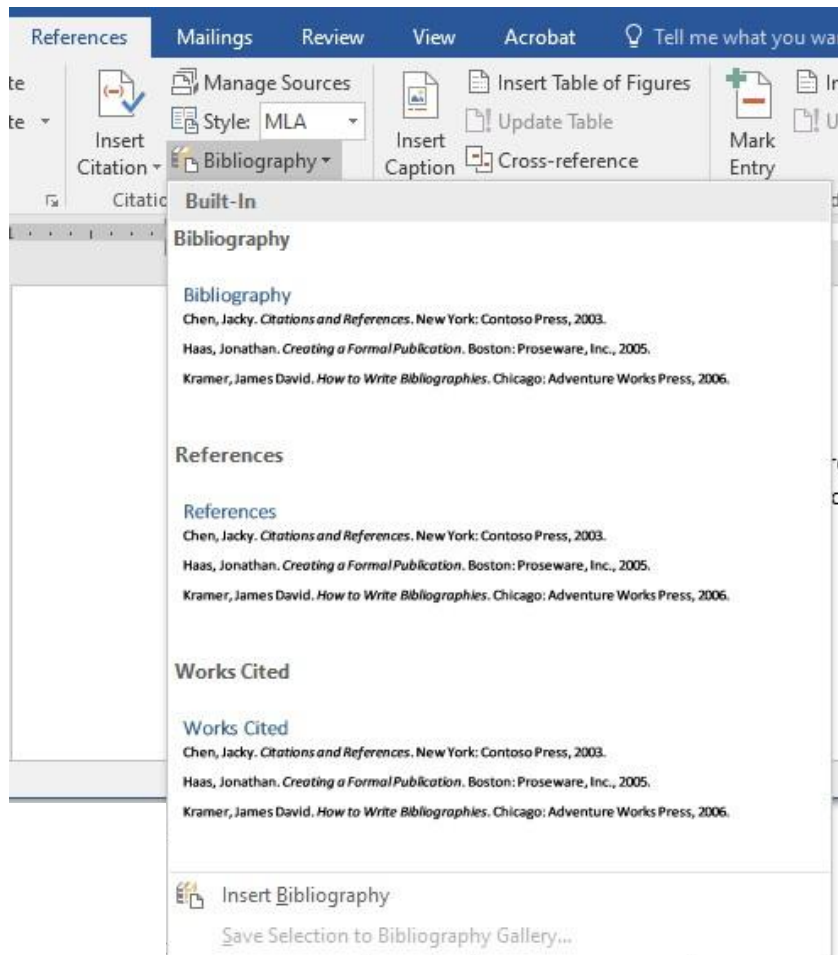 References Mailings Review View Acrobat Tell me what you wa
te Manage Sources Insert Table of Figures
te Style: MLA Update Table
Insert Citation
Bibliography
Insert Caption
Cross-reference
Mark Entry
Citatio
Built-In
Bibliography
Bibliography
Chen, Jacky. Citations and References. New York: Contoso Press, 2003.
Haas, Jonathan. Creating a Formal Publication. Boston: Proseware, Inc., 2005.
Kramer, James David. How to Write Bibliographies. Chicago: Adventure Works Press, 2006.
References
References
Chen, Jacky. Citations and References. New York: Contoso Press, 2003.
Haas, Jonathan. Creating a Formal Publication. Boston: Proseware, Inc., 2005.
Kramer, James David. How to Write Bibliographies. Chicago: Adventure Works Press, 2006.
Works Cited
Works Cited
Chen, Jacky. Citations and References. New York: Contoso Press, 2003.
Haas, Jonathan. Creating a Formal Publication. Boston: Proseware, Inc., 2005.
Kramer, James David. How to Write Bibliographies. Chicago: Adventure Works Press, 2006.
Insert Bibliography
Save Selection to Bibliography Gallery...